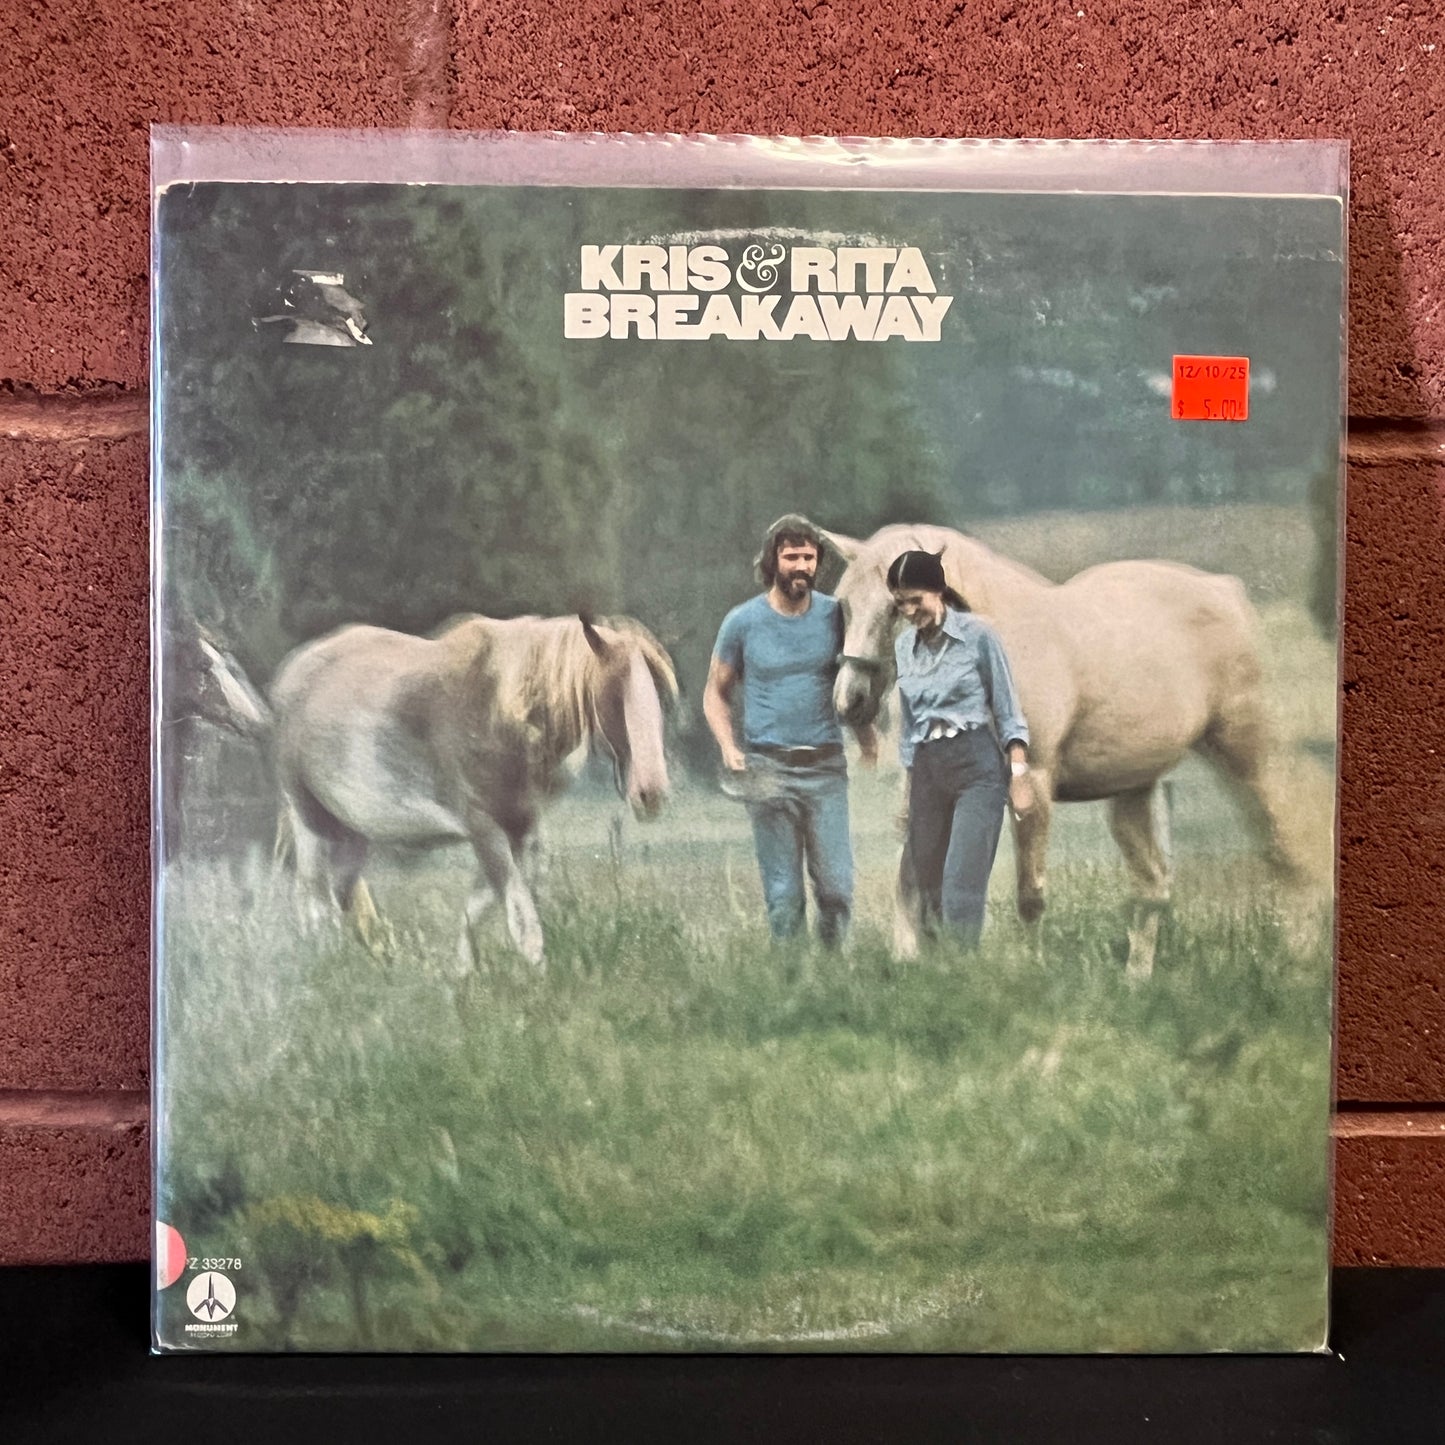 KRIS & RITA
BREAKAWAY
12/10/25
$ 5.00
Z 33278
MONUMENT